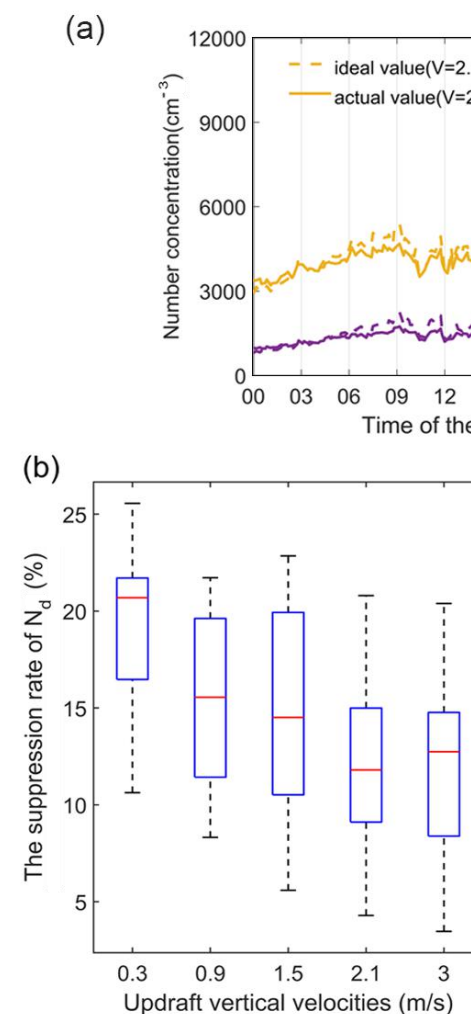 (a)
12000
9000
6000
3000
0
Number concentration(cm⁻³)
ideal value(V=2.
actual value(V=2
00 03 06 09 12
Time of the
(b)
25
20
15
10
5
The suppression rate of N_d (%)
0.3 0.9 1.5 2.1 3
Updraft vertical velocities (m/s)